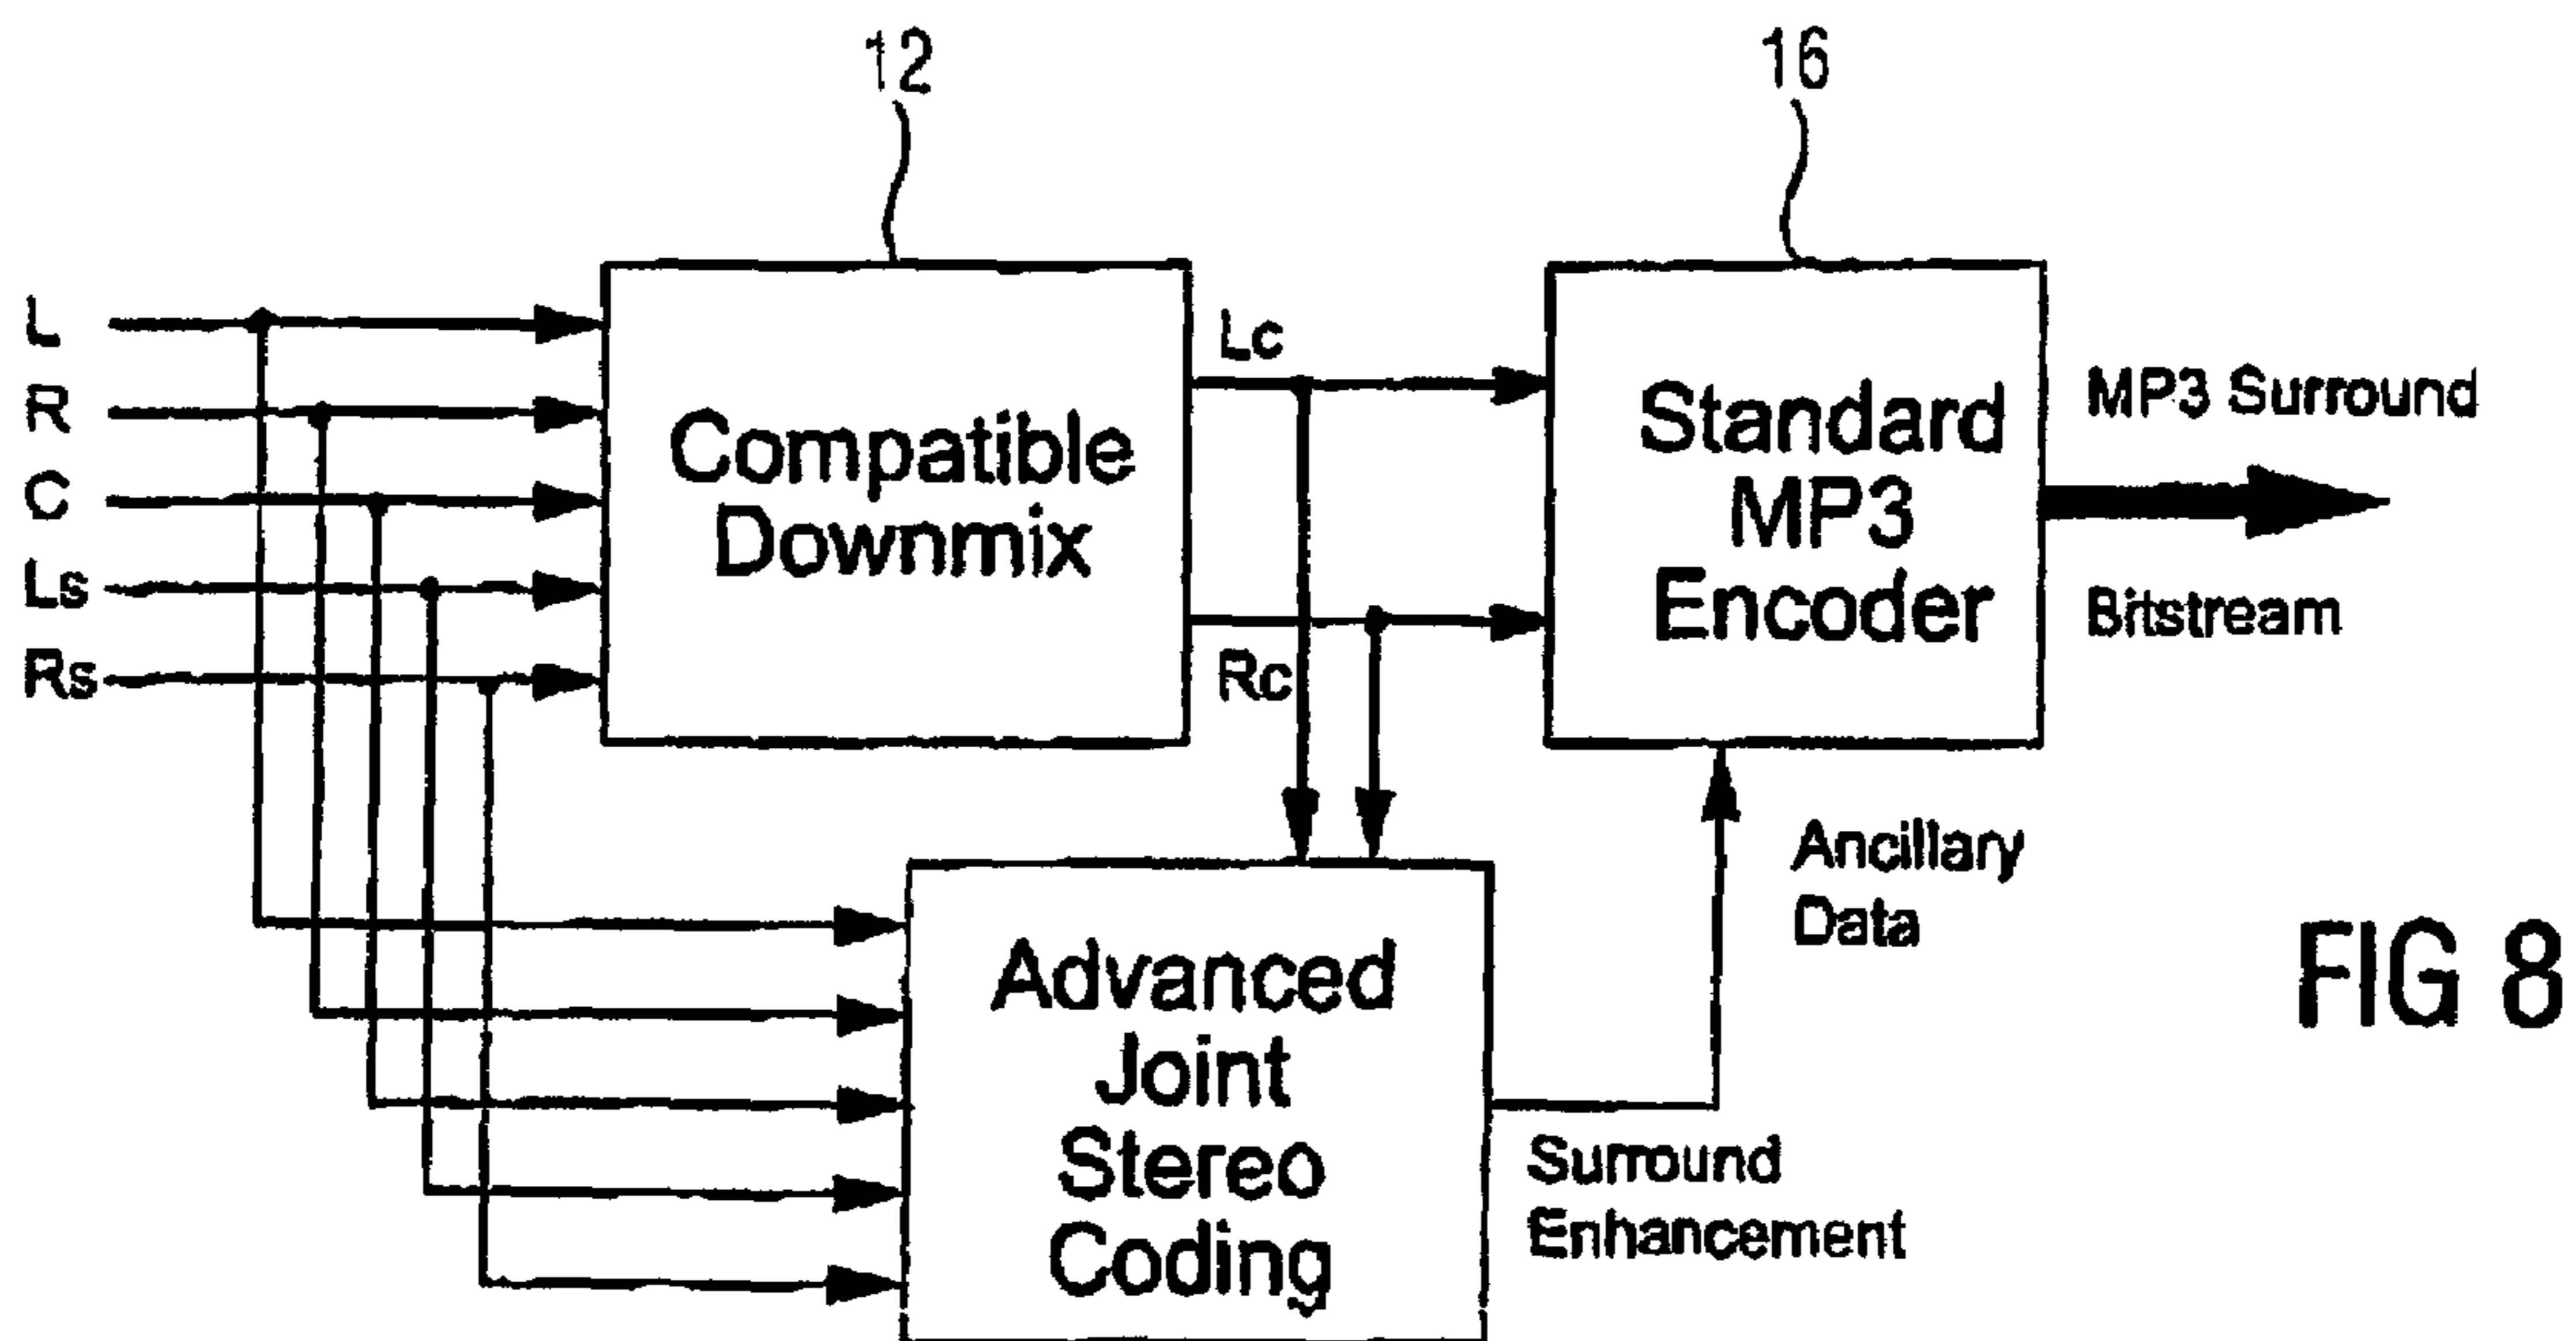 12
16
L
R
C
Ls
Rs
Compatible
Downmix
Lc
Rc
Standard
MP3
Encoder
MP3 Surround
Bitstream
Advanced
Joint
Stereo
Coding
Ancillary
Data
Surround
Enhancement
FIG 8